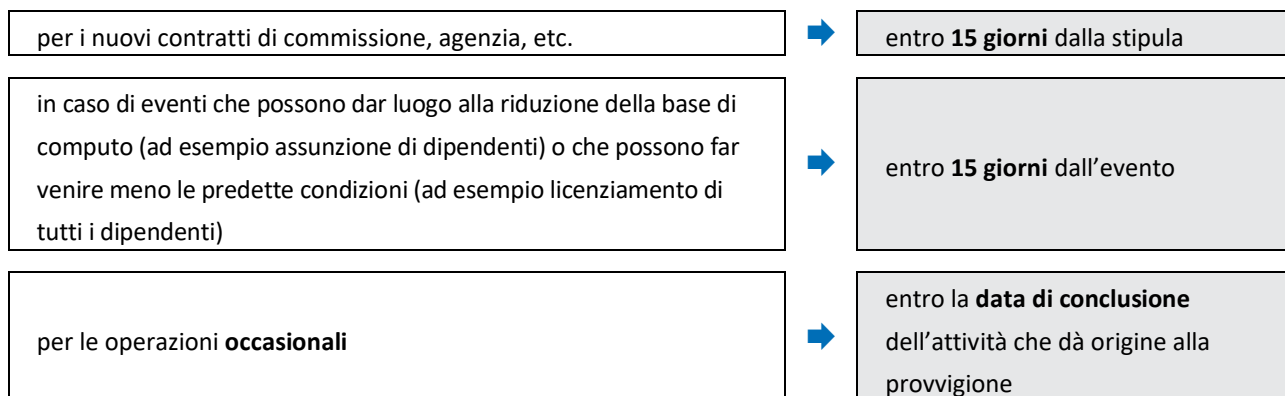 per i nuovi contratti di commissione, agenzia, etc.
entro 15 giorni dalla stipula
in caso di eventi che possono dar luogo alla riduzione della base di
computo (ad esempio assunzione di dipendenti) o che possono far
venire meno le predette condizioni (ad esempio licenziamento di
tutti i dipendenti)
entro 15 giorni dall’evento
per le operazioni occasionali
entro la data di conclusione
dell’attività che dà origine alla
provvigione